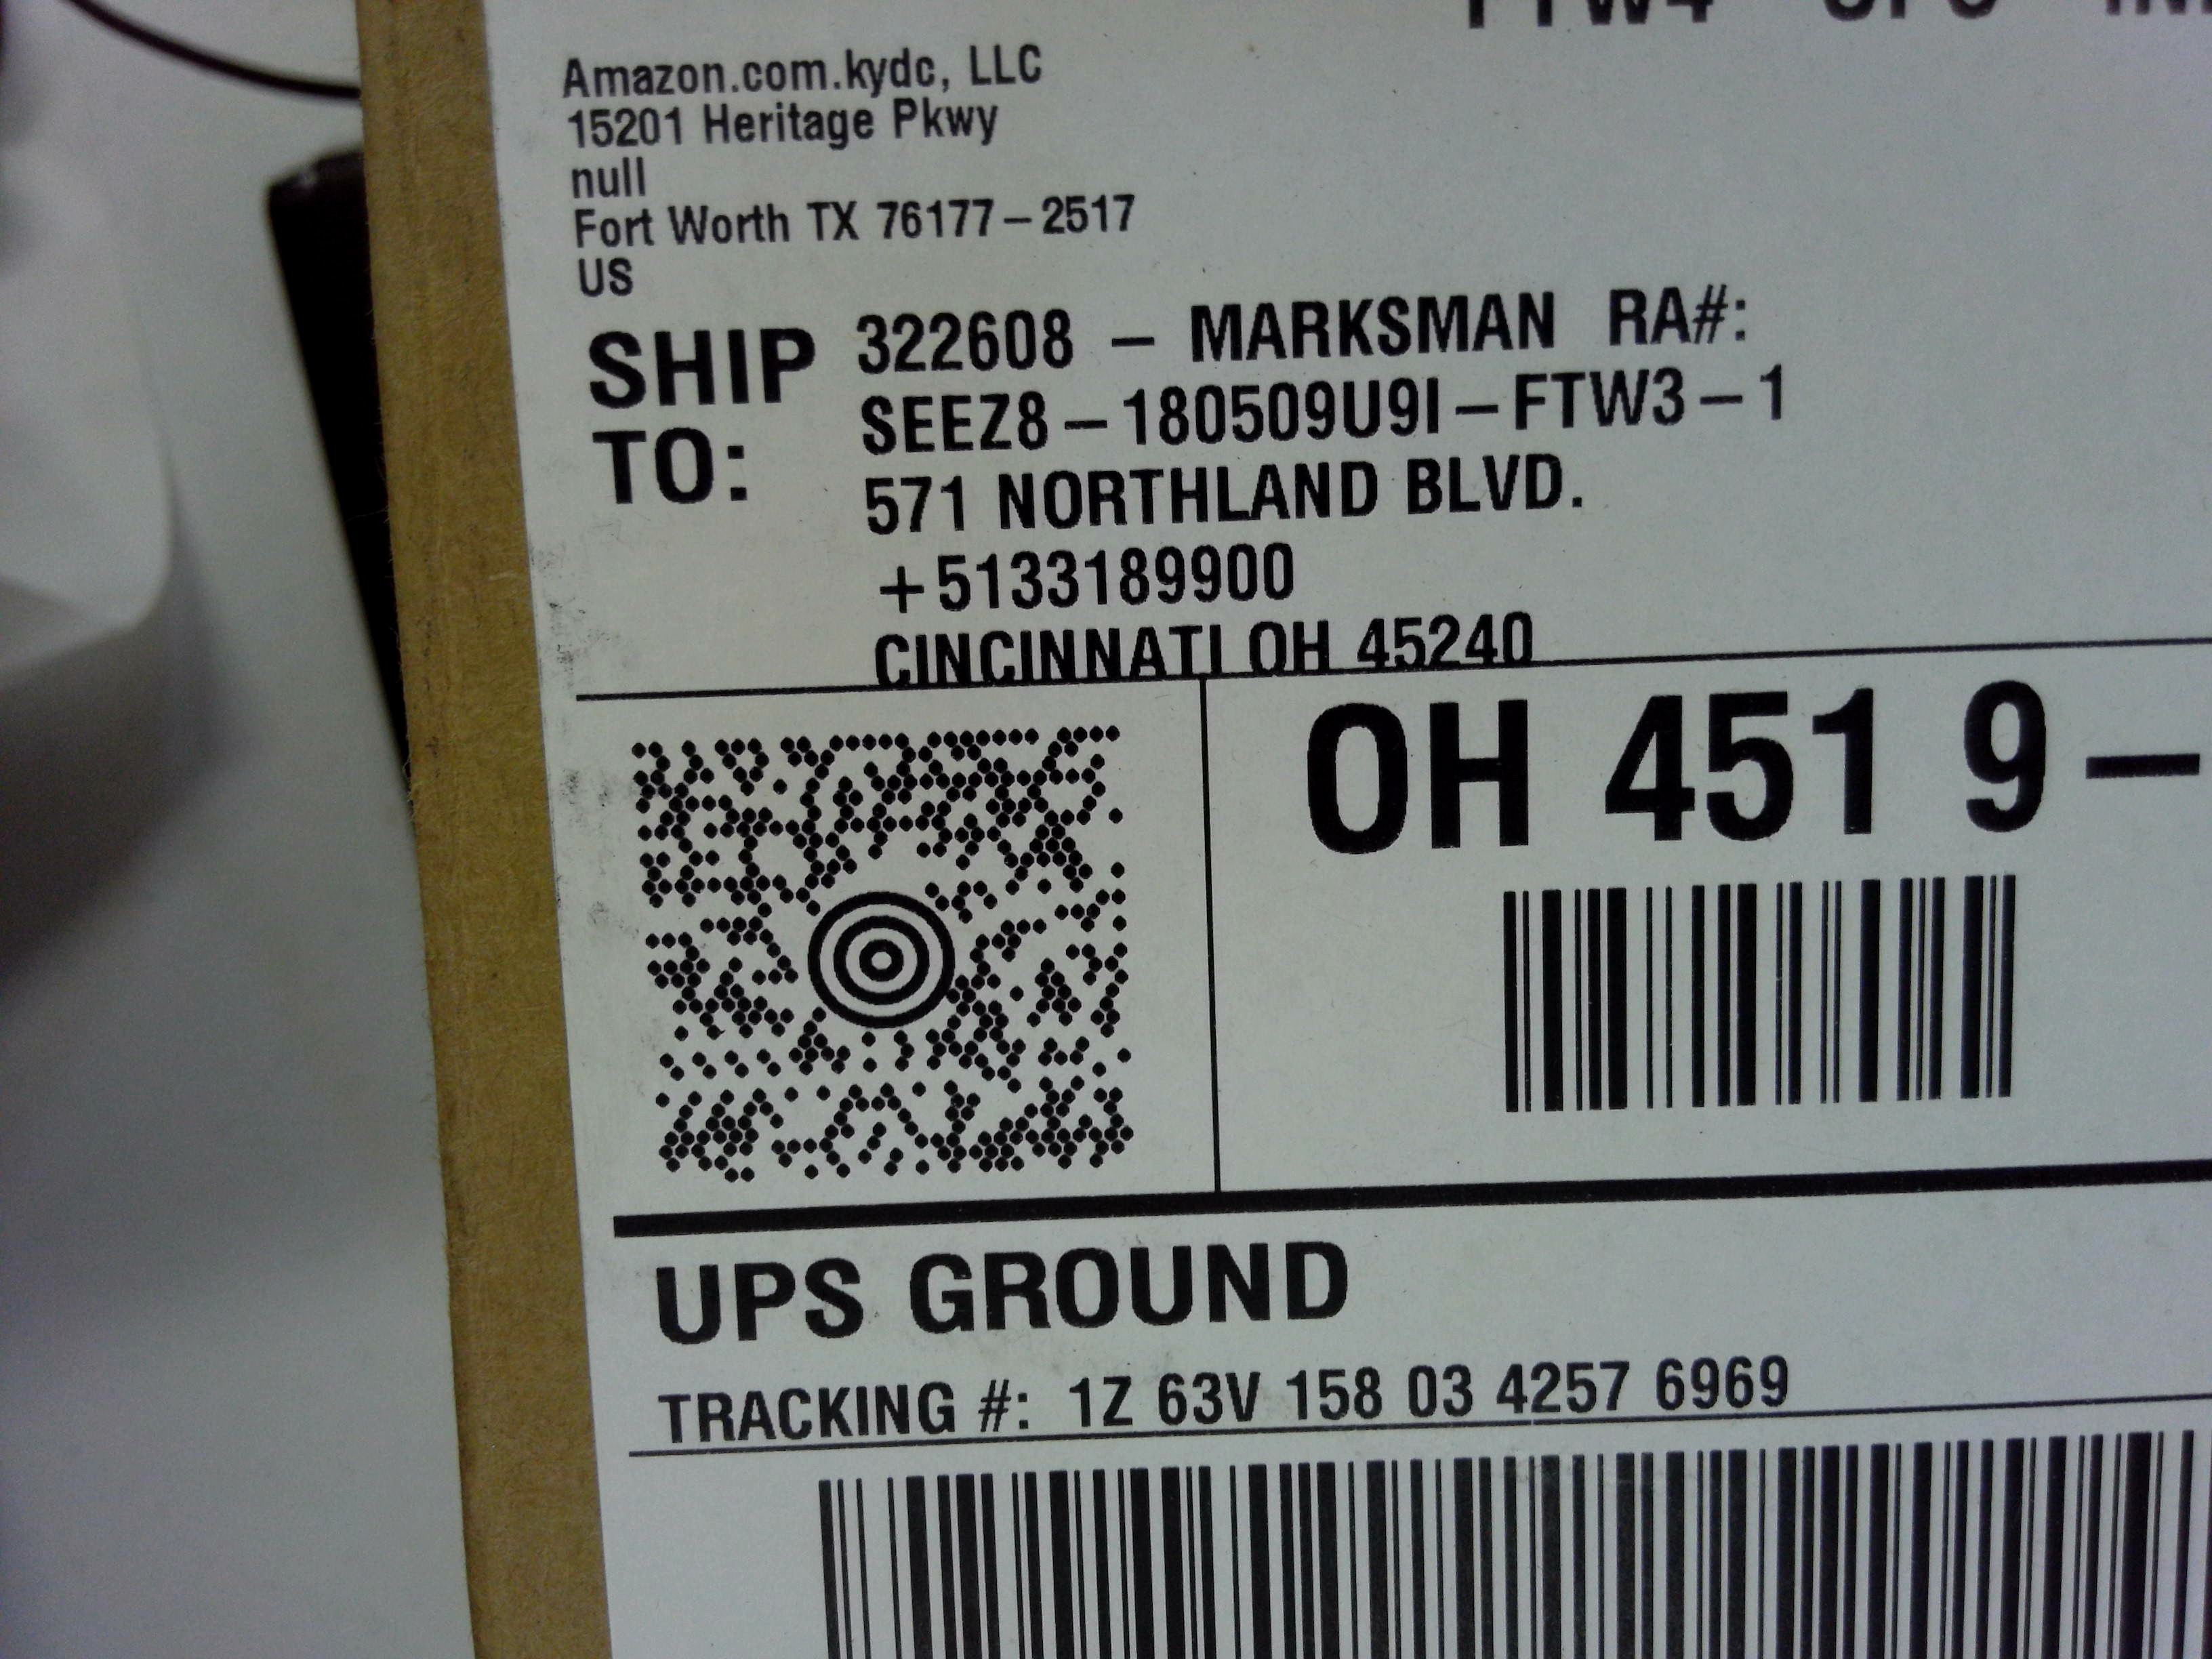 Amazon.com.kydc, LLC
15201 Heritage Pkwy
null
Fort Worth TX 76177-2517
US
SHIP TO:
322608 - MARKSMAN RA#:
SEEZ8-180509U9I-FTW3-1
571 NORTHLAND BLVD.
+5133189900
CINCINNATI OH 45240
OH 451 9-
UPS GROUND
TRACKING #: 1Z 63V 158 03 4257 6969